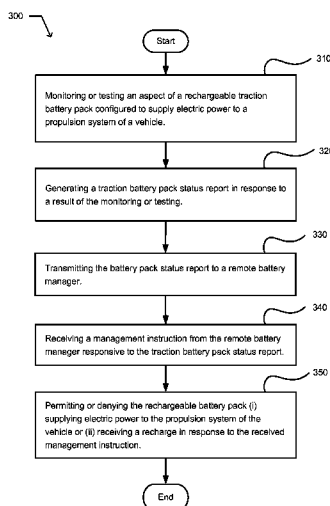 300
Start
310
Monitoring or testing an aspect of a rechargeable traction
battery pack configured to supply electric power to a
propulsion system of a vehicle.
320
Generating a traction battery pack status report in response to
a result of the monitoring or testing.
330
Transmitting the battery pack status report to a remote battery
manager.
340
Receiving a management instruction from the remote battery
manager responsive to the traction battery pack status report.
350
Permitting or denying the rechargeable battery pack (i)
supplying electric power to the propulsion system of the
vehicle or (ii) receiving a recharge in response to the received
management instruction.
End